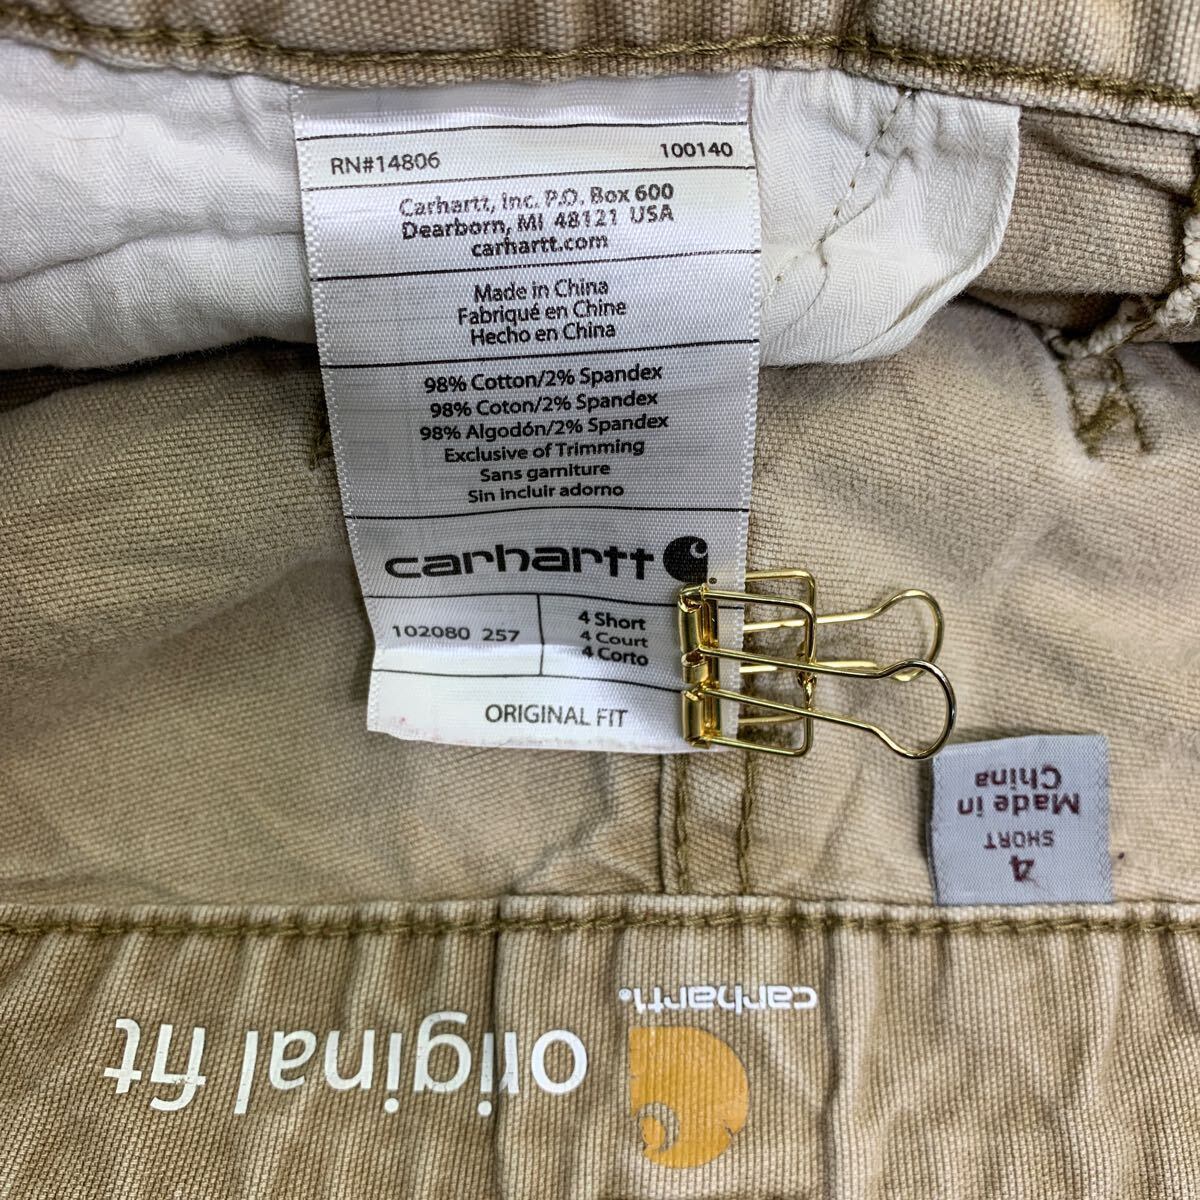 RN#14806 100140
Carhartt, Inc. P.O. Box 600
Dearborn, MI 48121 USA
carhartt.com
Made in China
Fabriqué en Chine
Hecho en China
98% Cotton/2% Spandex
98% Coton/2% Spandex
98% Algodón/2% Spandex
Exclusive of Trimming
Sans garniture
Sin incluir adorno
carhartt
102080 257
4 Short
4 Court
4 Corto
ORIGINAL FIT
4
SHORT
Made in
China
carhartt.
original fit